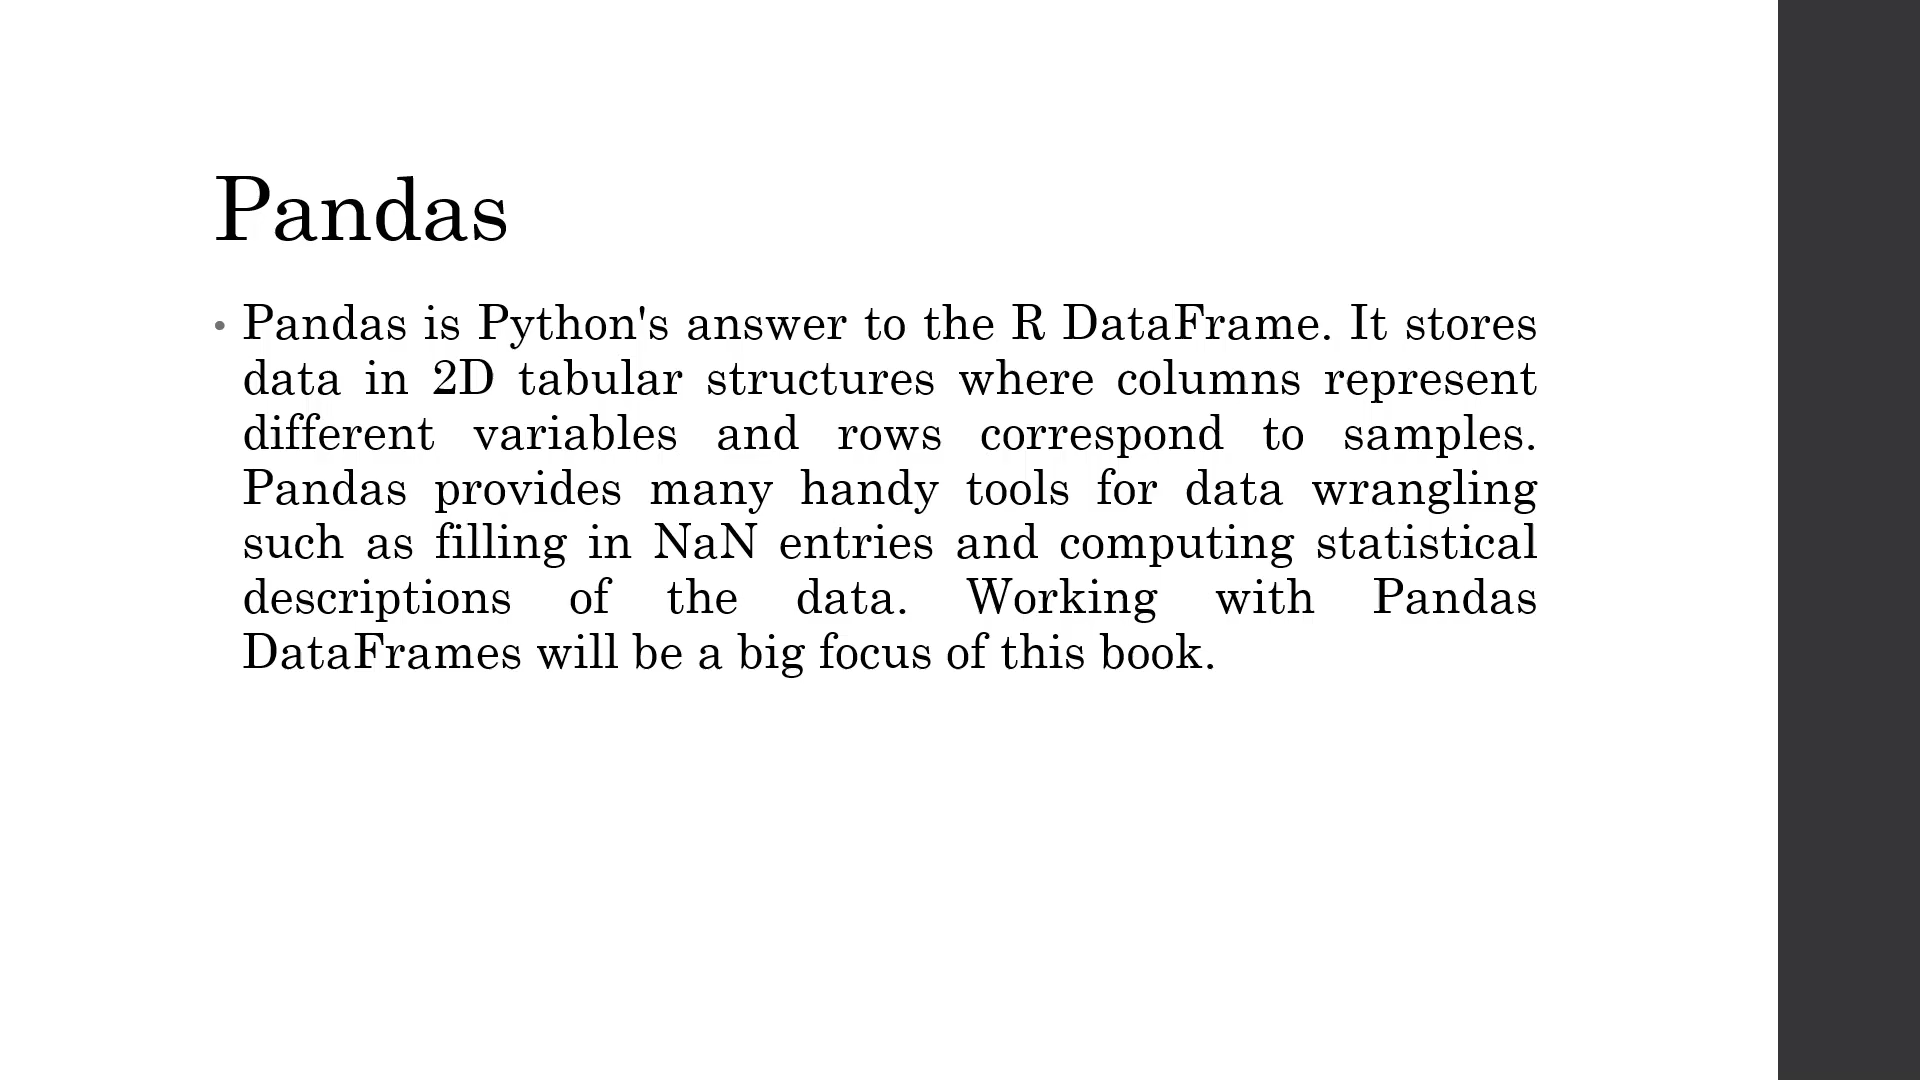 Pandas
• Pandas is Python's answer to the R DataFrame. It stores
data in 2D tabular structures where columns represent
different variables and rows correspond to samples.
Pandas provides many handy tools for data wrangling
such as filling in NaN entries and computing statistical
descriptions of the data. Working with Pandas
DataFrames will be a big focus of this book.